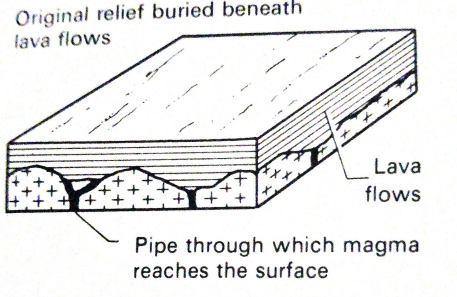 Original relief buried beneath
lava flows
Lava
flows
Pipe through which magma
reaches the surface